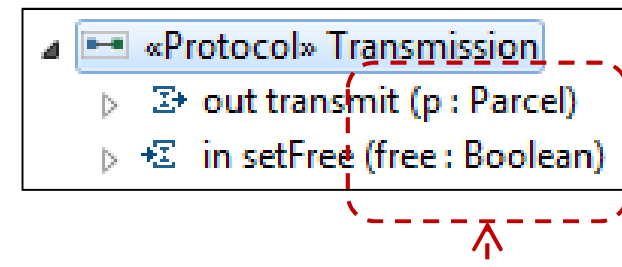 «Protocol» Transmission
out transmit (p : Parcel)
in setFree (free : Boolean)